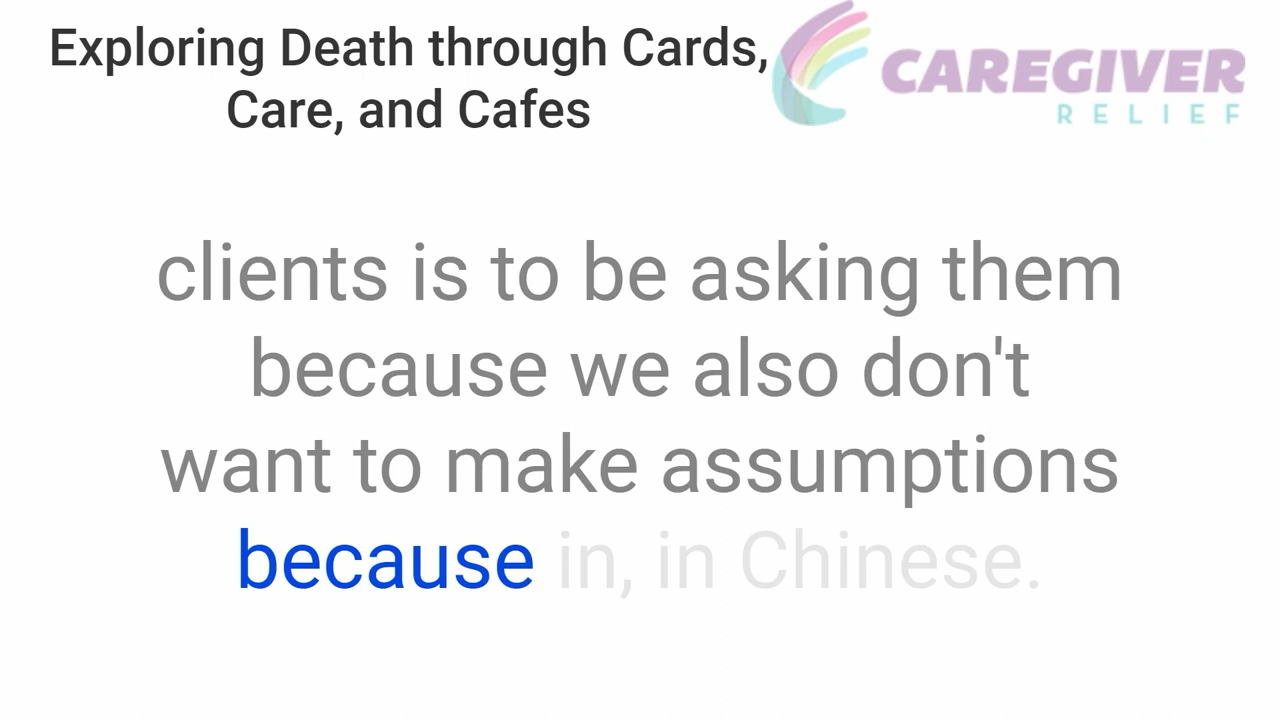 Exploring Death through Cards,
Care, and Cafes
CAREGIVER
RELIEF
clients is to be asking them
because we also don't
want to make assumptions
because in, in Chinese.